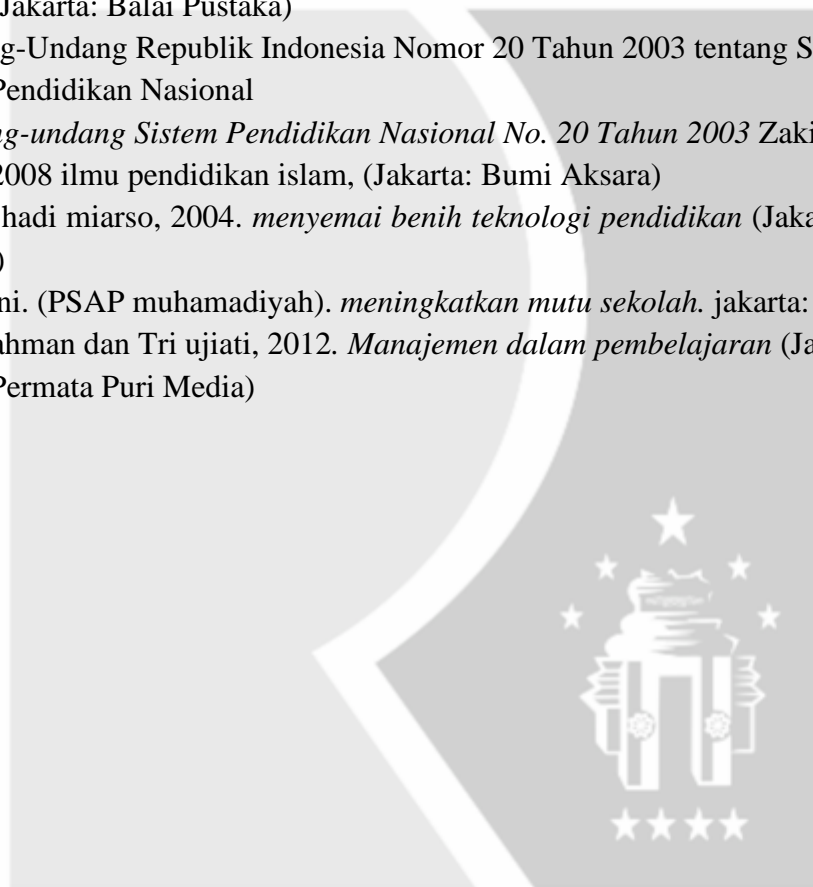 Jakarta: Balai Pustaka)
g-Undang Republik Indonesia Nomor 20 Tahun 2003 tentang S
Pendidikan Nasional
ng-undang Sistem Pendidikan Nasional No. 20 Tahun 2003 Zaki
2008 ilmu pendidikan islam, (Jakarta: Bumi Aksara)
hadi miarso, 2004. menyemai benih teknologi pendidikan (Jaka
)
ni. (PSAP muhamadiyah). meningkatkan mutu sekolah. jakarta:
ahman dan Tri ujiati, 2012. Manajemen dalam pembelajaran (Ja
Permata Puri Media)